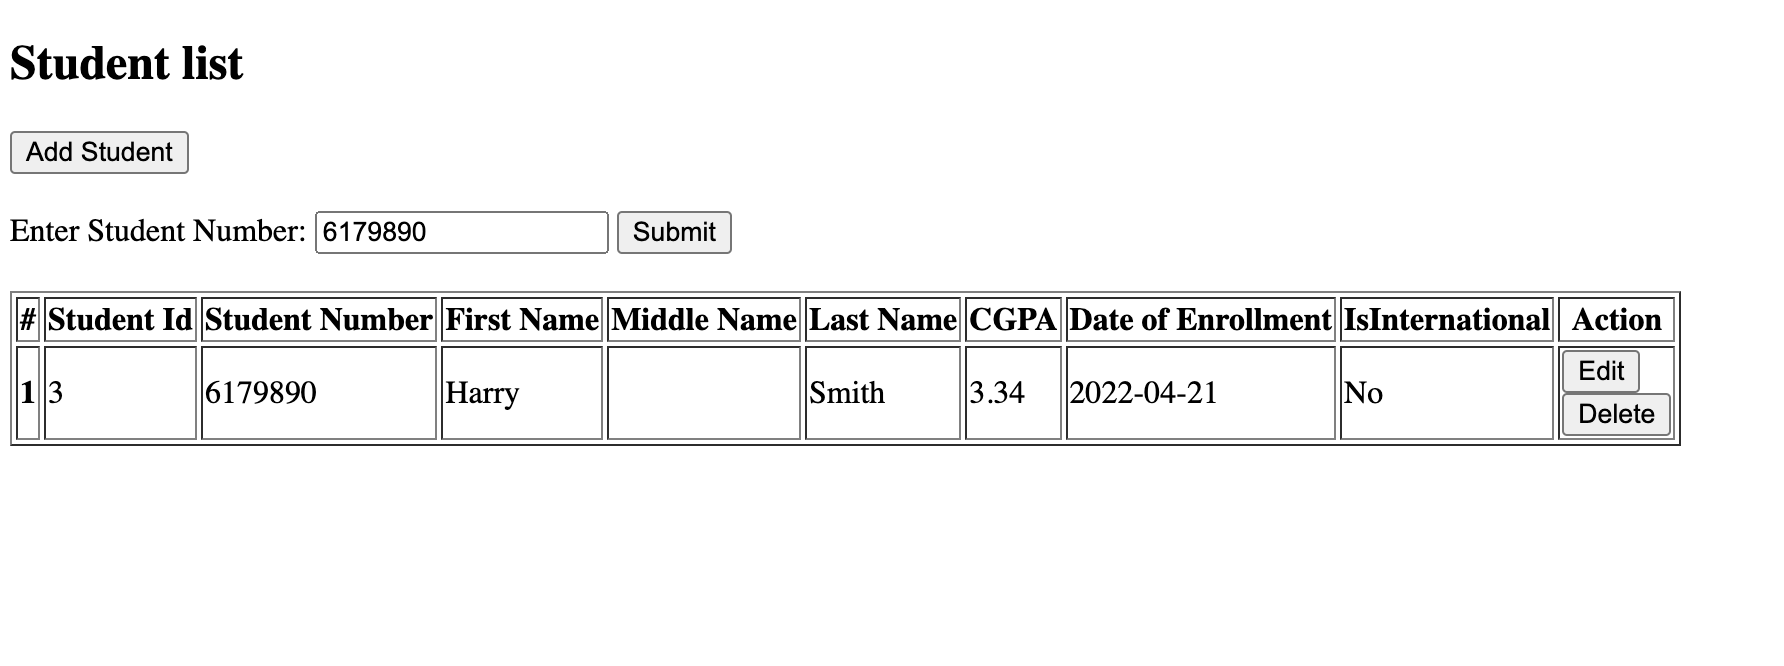 Student list
Add Student
Enter Student Number: 6179890 Submit
# Student Id Student Number First Name Middle Name Last Name CGPA Date of Enrollment IsInternational Action
1 3 6179890 Harry Smith 3.34 2022-04-21 No Edit
Delete